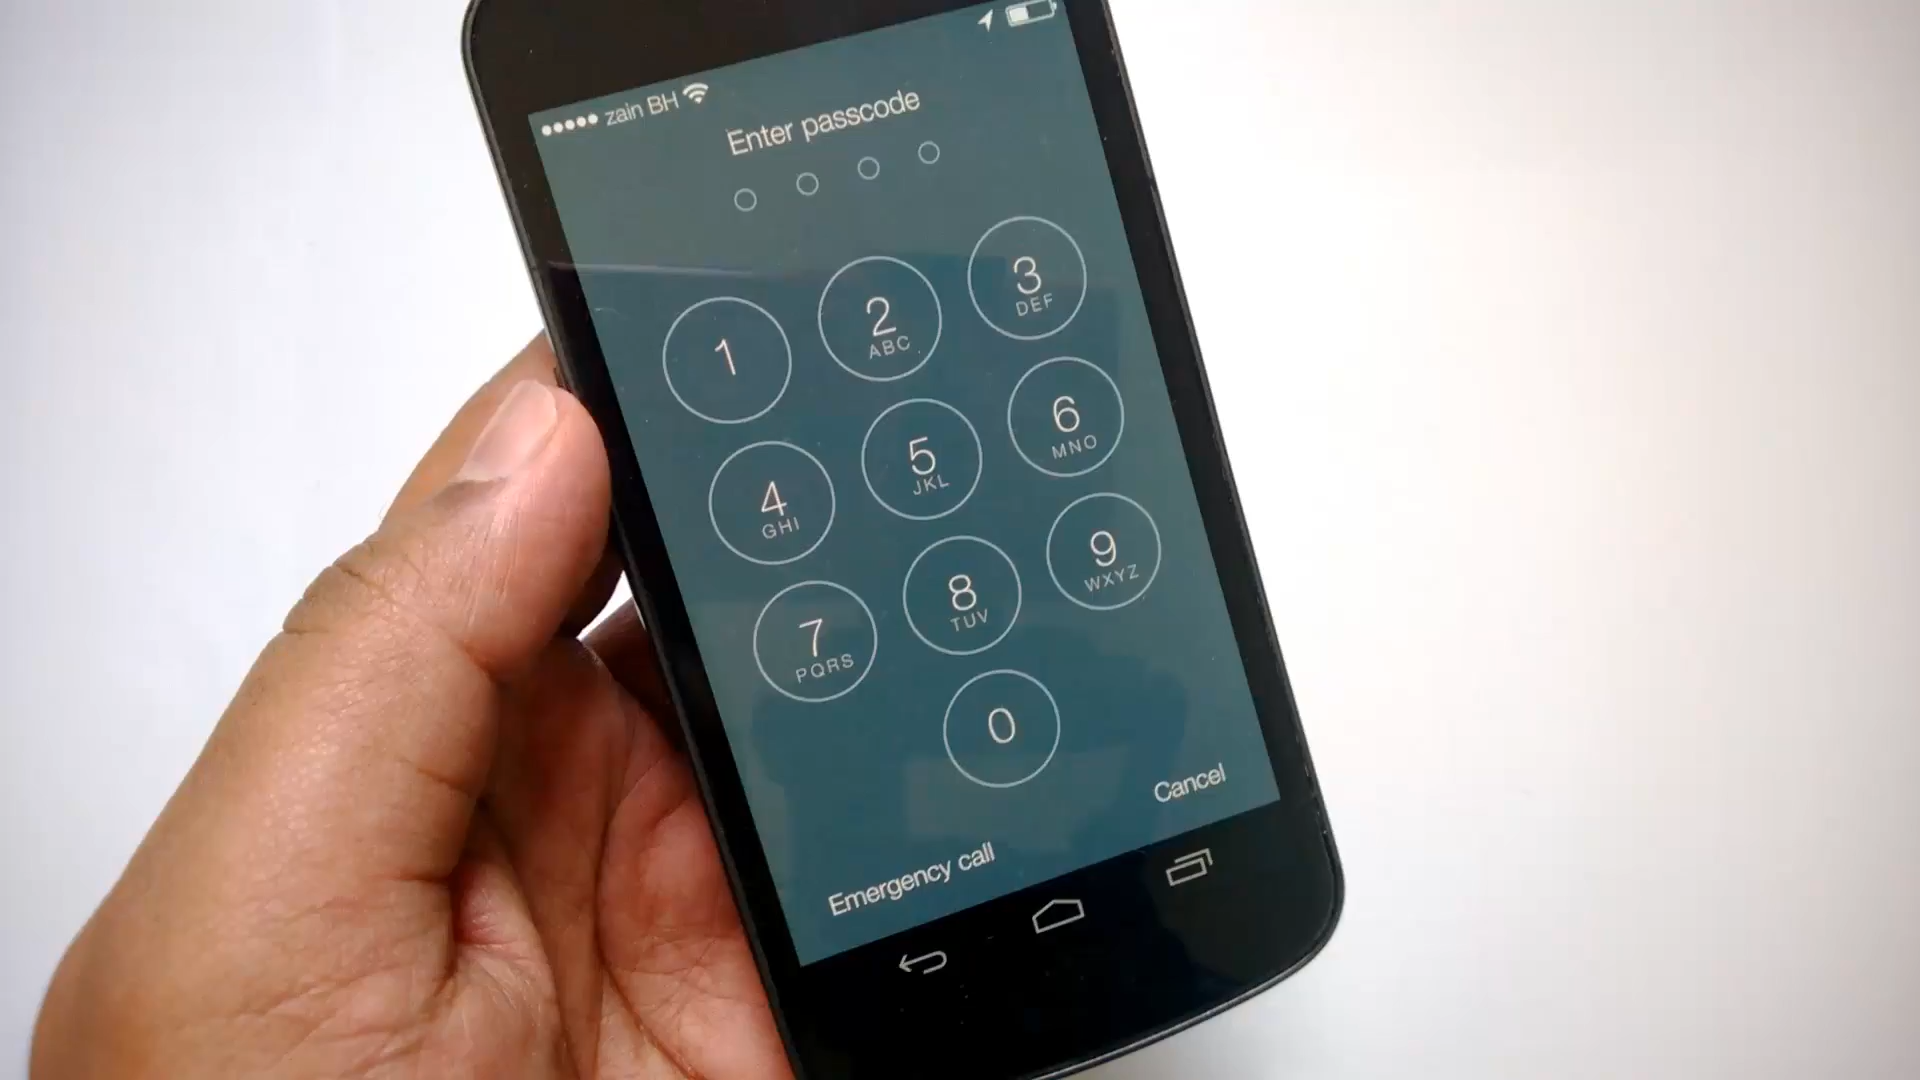 zain BH
Enter passcode
1
2
ABC
3
DEF
4
GHI
5
JKL
6
MNO
7
PQRS
8
TUV
9
WXYZ
0
Emergency call
Cancel